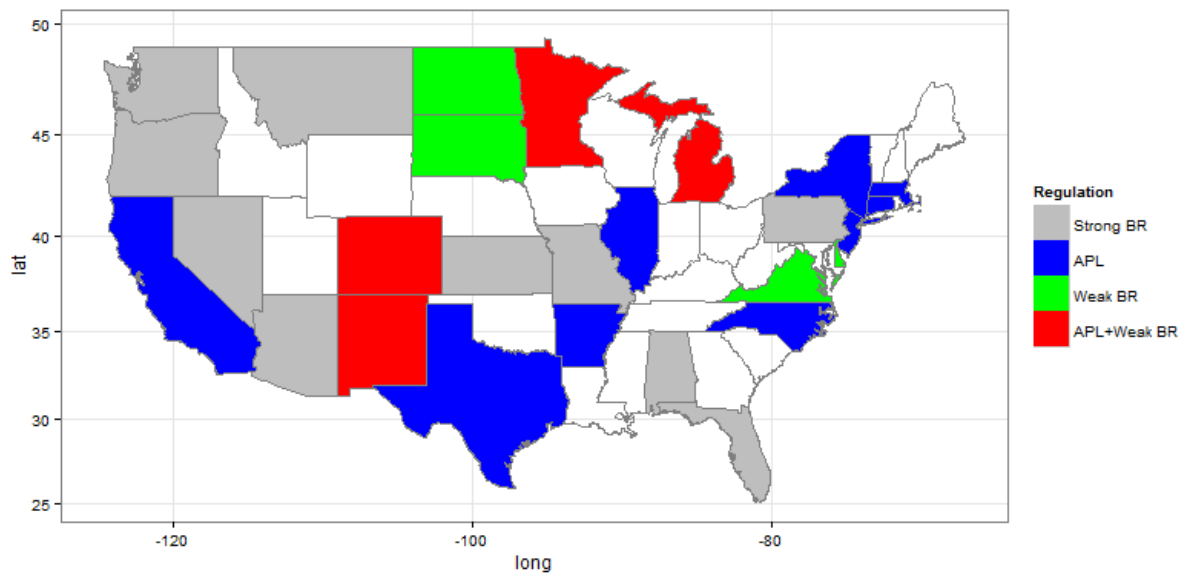 50
45
40
35
30
25
lat
-120
-100
-80
long
Regulation
Strong BR
APL
Weak BR
APL+Weak BR